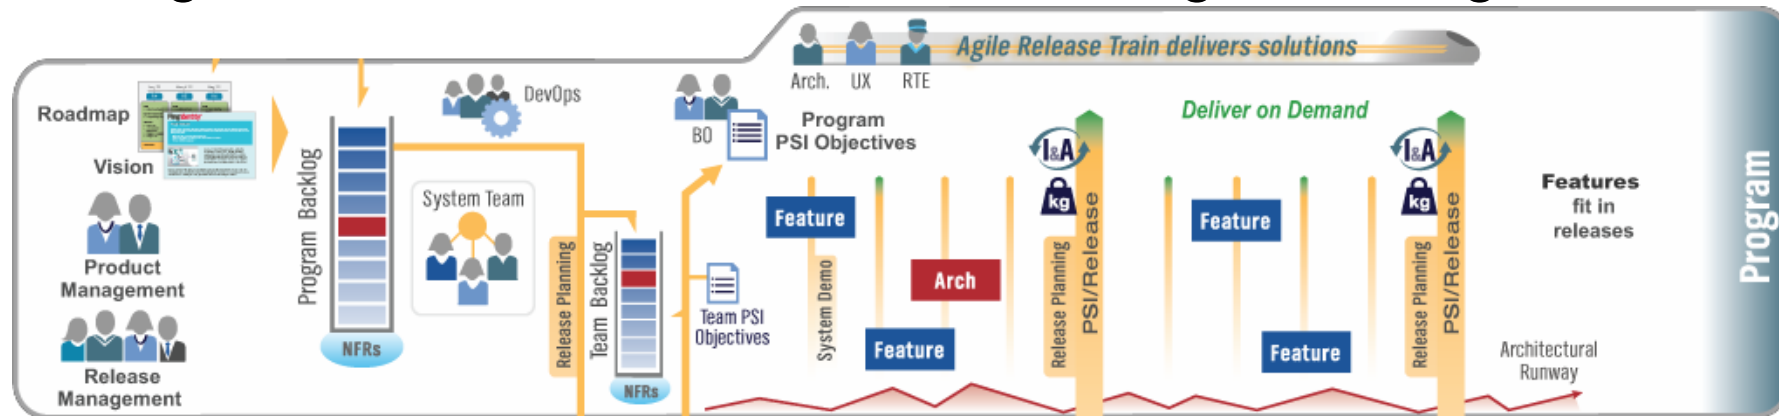 Agile Release Train delivers solutions
Arch.
UX
RTE
Roadmap
Vision
Product
Management
Release
Management
Program Backlog
NFRs
DevOps
System Team
Release Planning
Team Backlog
NFRs
BO
Program
PSI Objectives
Team PSI
Objectives
Feature
System Demo
Feature
Arch
Deliver on Demand
I&A
kg
Release Planning
PSI/Release
Feature
Feature
I&A
kg
Release Planning
PSI/Release
Features
fit in
releases
Architectural
Runway
Program